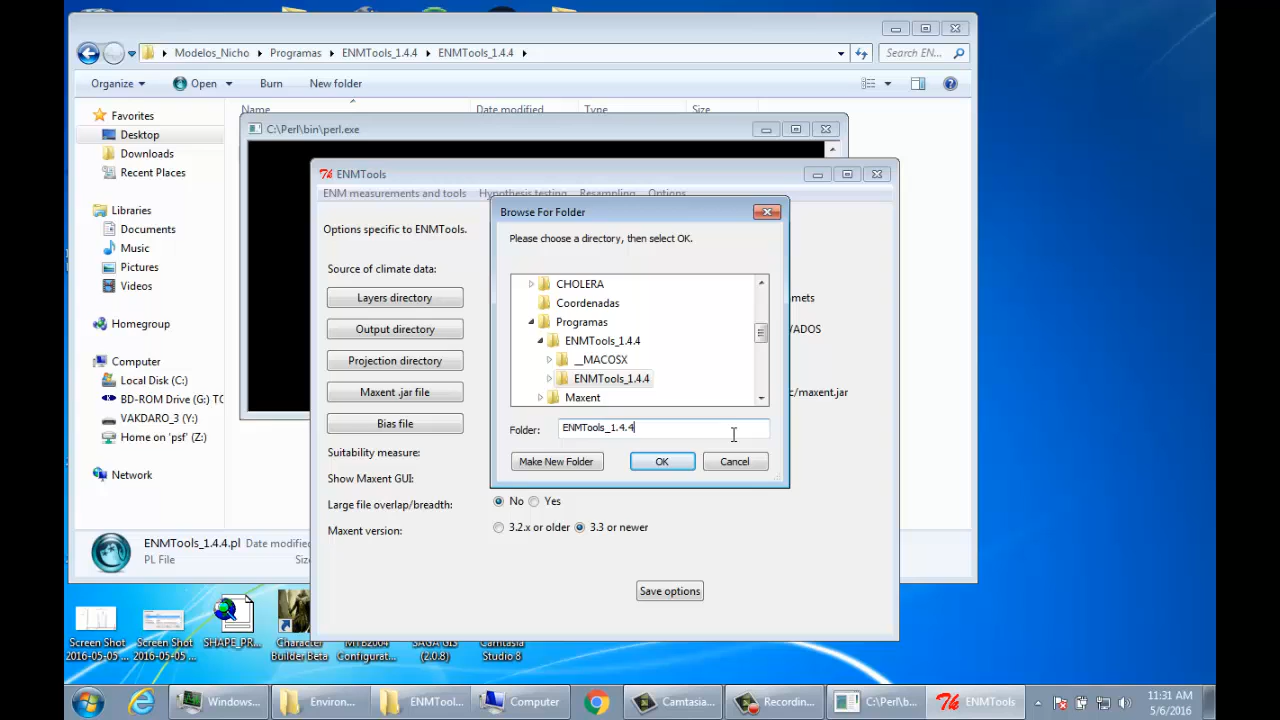 Modelos_Nicho
Programas
ENMTools_1.4.4
ENMTools_1.4.4
Search EN...
Organize
Open
Burn
New folder
Favorites
Desktop
Downloads
Recent Places
Libraries
Documents
Music
Pictures
Videos
Homegroup
Computer
Local Disk (C:)
BD-ROM Drive (G:) TO
VAKDARO_3 (Y:)
Home on 'psf' (Z:)
Network
Name
Date modified
Type
Size
C:\Perl\bin\perl.exe
ENMTools
ENM measurements and tools
Hypothesis testing
Resampling
Options
Options specific to ENMTools.
Source of climate data:
Layers directory
Output directory
Projection directory
Maxent .jar file
Bias file
Suitability measure:
Show Maxent GUI:
Large file overlap/breadth:
No
Yes
Maxent version:
3.2.x or older
3.3 or newer
Save options
mets
ADOS
c/maxent.jar
Browse For Folder
Please choose a directory, then select OK.
CHOLERA
Coordenadas
Programas
ENMTools_1.4.4
__MACOSX
ENMTools_1.4.4
Maxent
Folder:
ENMTools_1.4.4
Make New Folder
OK
Cancel
ENMTools_1.4.4.pl
Date modified
PL File
Siz
Screen Shot
2016-05-05 ...
Screen Shot
2016-05-05 ...
SHAPE_PR...
Character
Builder Beta
Configurat...
SAGA GIS
(2.0.8)
Camtasia
Studio 8
Windows...
Environ...
ENMTool...
Computer
Camtasia...
Recording...
C:\Perl\b...
ENMTools
11:31 AM
5/6/2016